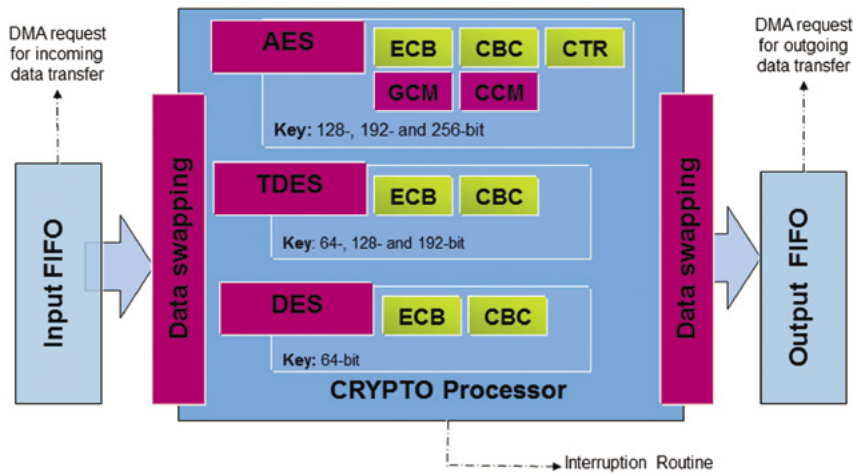 DMA request
for incoming
data transfer
DMA request
for outgoing
data transfer
AES
ECB
CBC
CTR
GCM
CCM
Key: 128-, 192- and 256-bit
TDES
ECB
CBC
Key: 64-, 128- and 192-bit
DES
ECB
CBC
Key: 64-bit
CRYPTO Processor
Input FIFO
Data swapping
Data swapping
Output FIFO
Interruption Routine